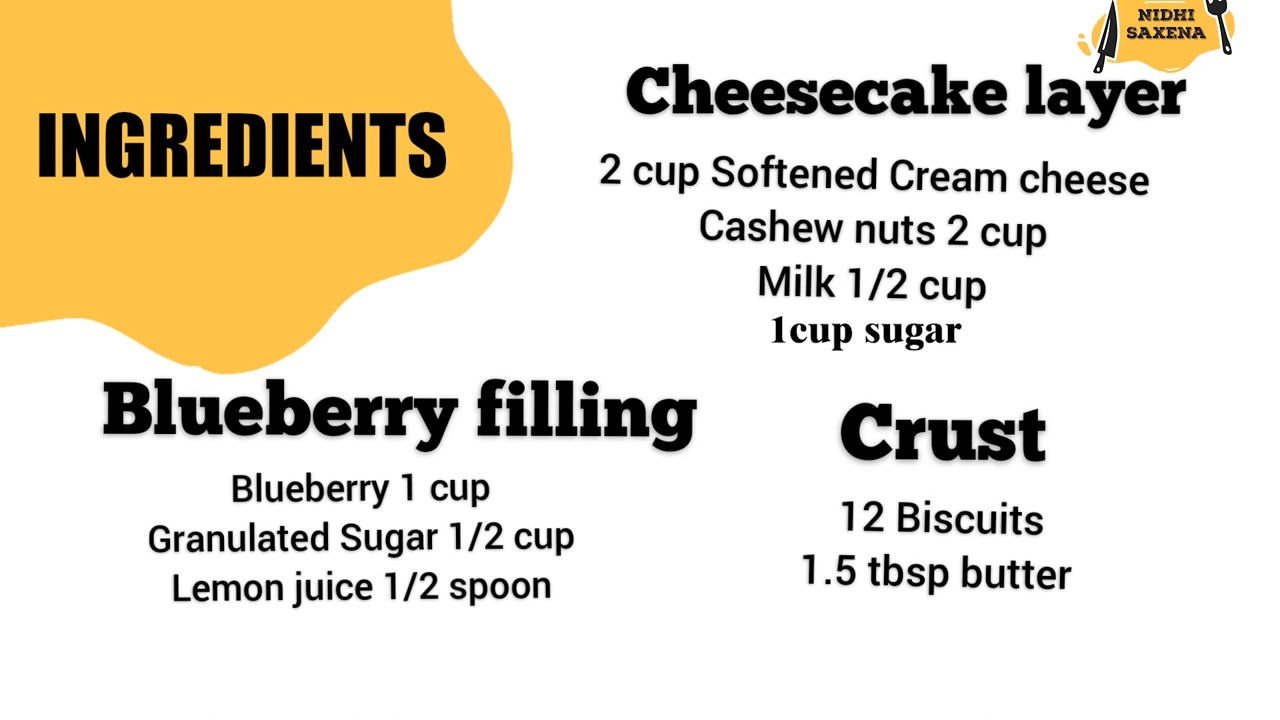 NIDHI
SAXENA
INGREDIENTS
Cheesecake layer
2 cup Softened Cream cheese
Cashew nuts 2 cup
Milk 1/2 cup
1cup sugar
Blueberry filling
Blueberry 1 cup
Granulated Sugar 1/2 cup
Lemon juice 1/2 spoon
Crust
12 Biscuits
1.5 tbsp butter